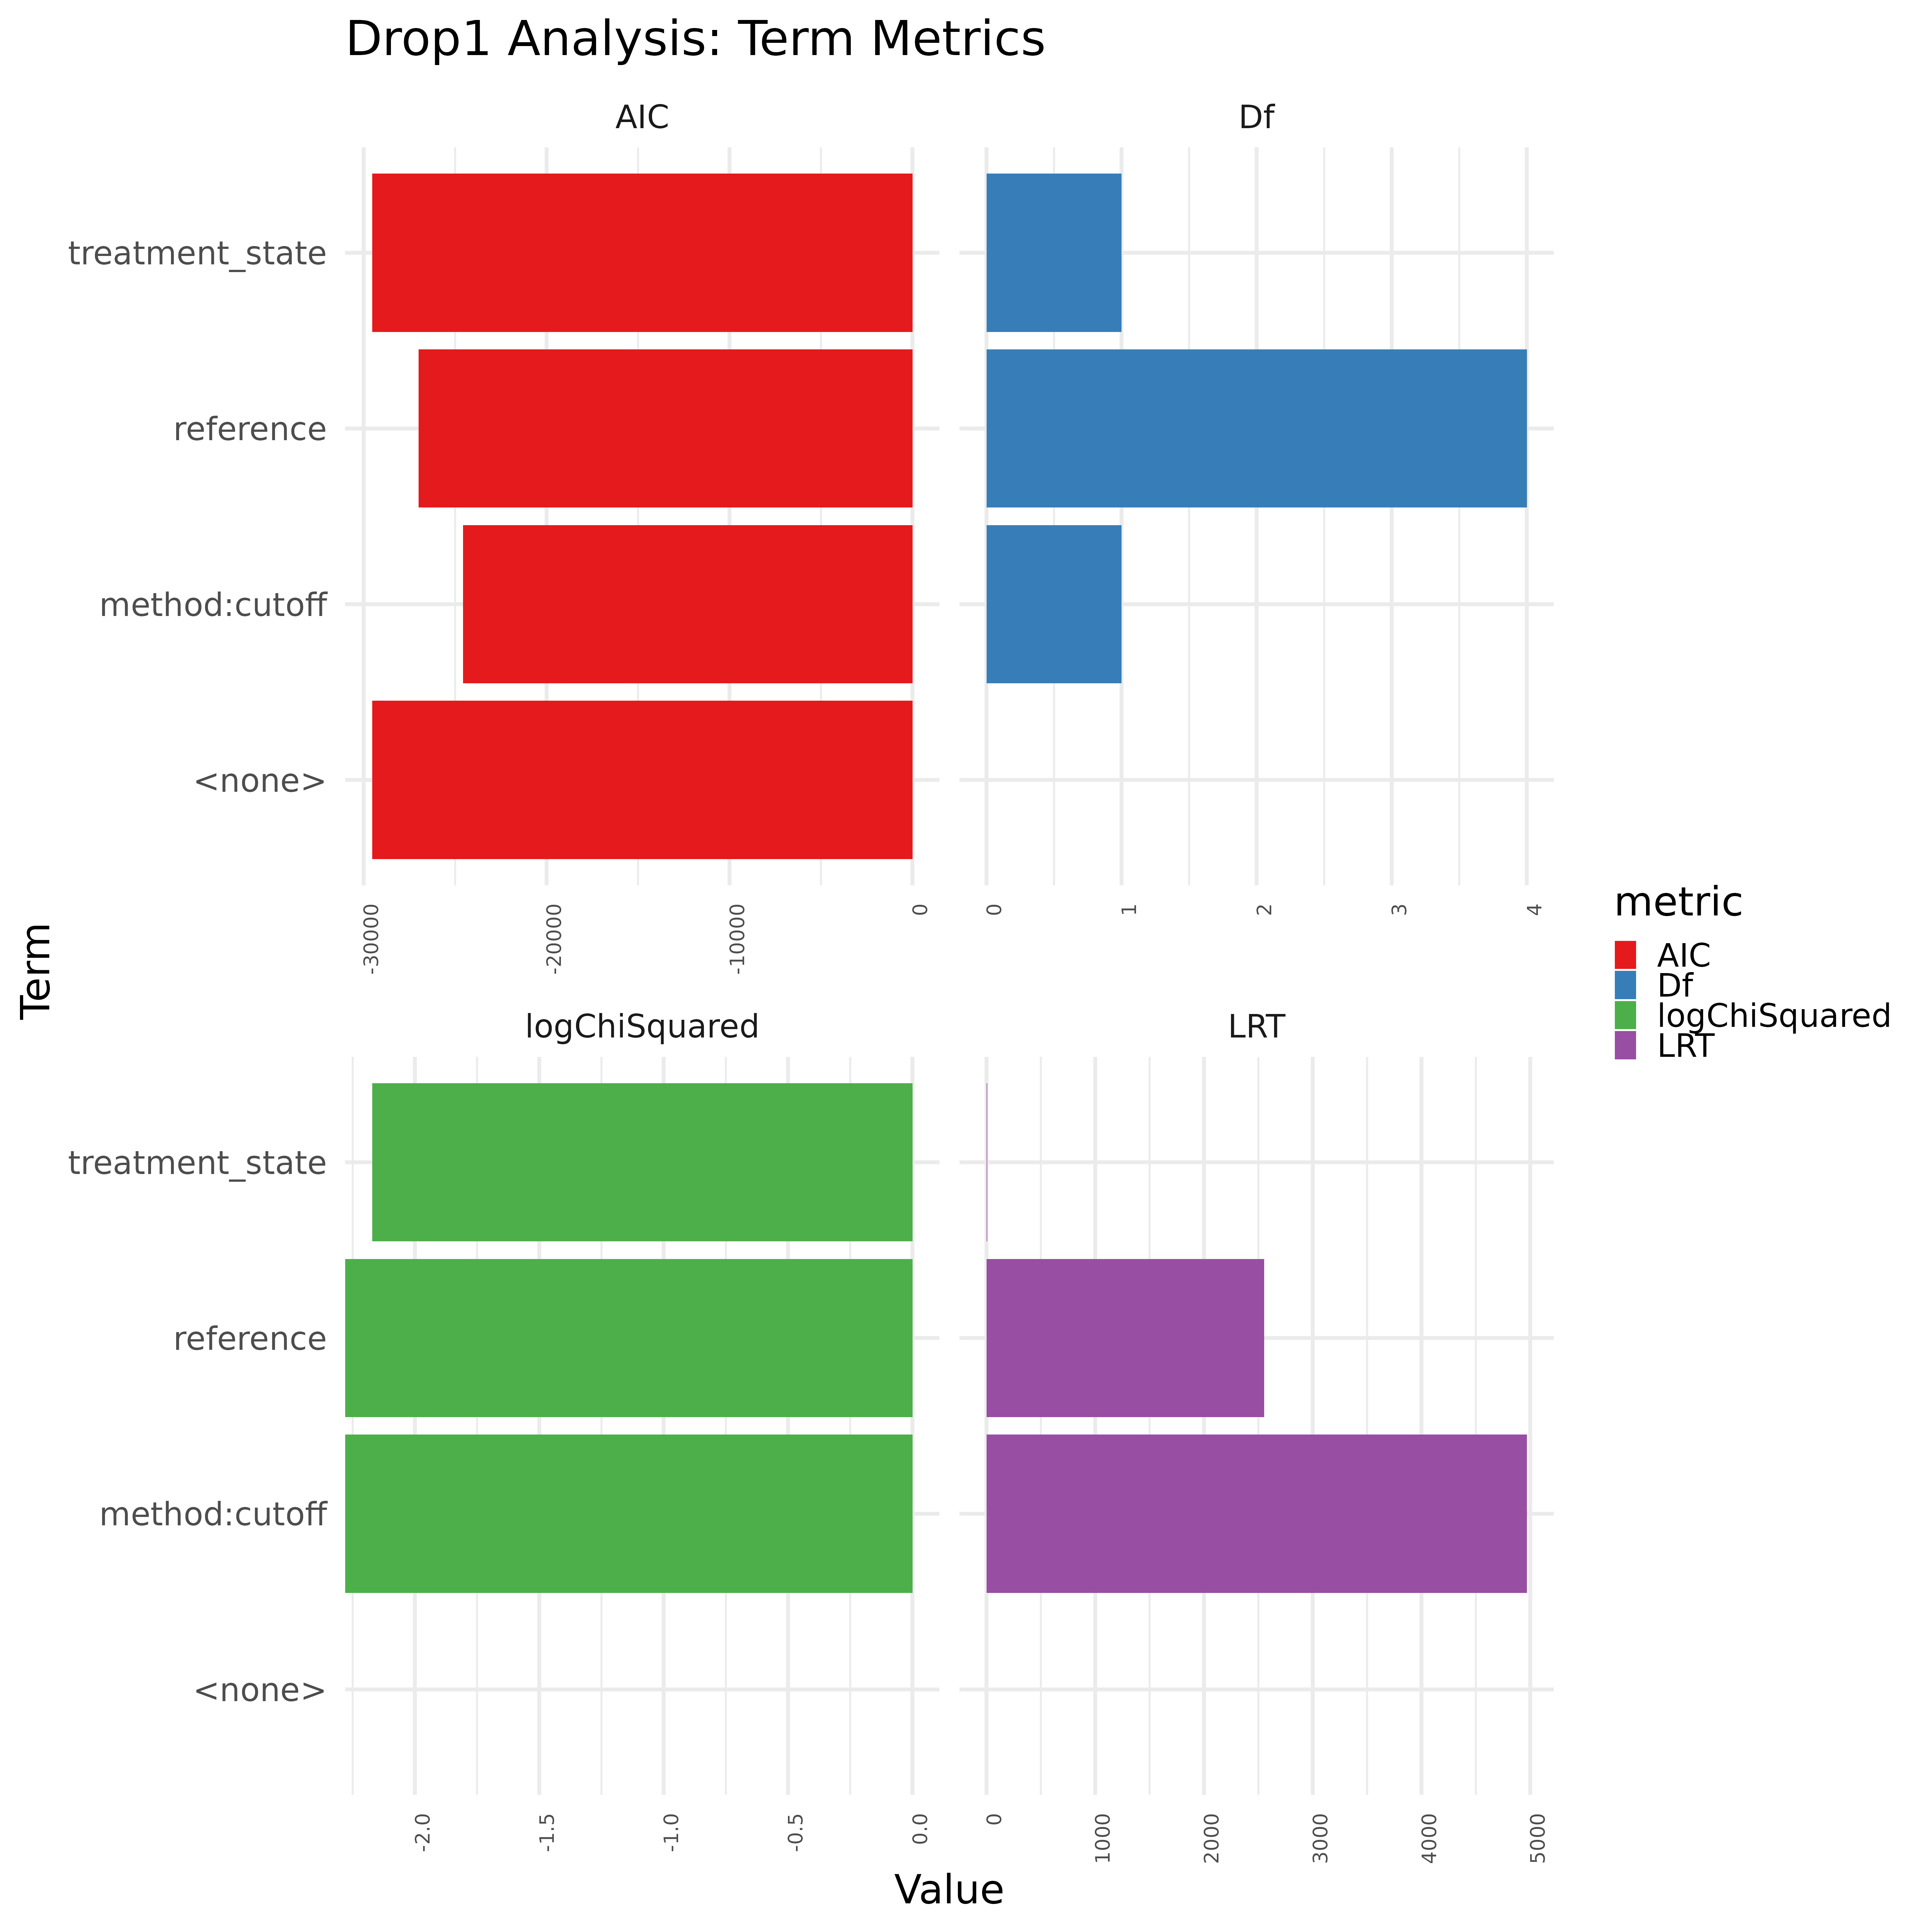 Drop1 Analysis: Term Metrics
AIC
Df
treatment_state
reference
method:cutoff
<none>
-30000
-20000
-10000
0
0
1
2
3
4
Term
logChiSquared
LRT
treatment_state
reference
method:cutoff
<none>
-2.0
-1.5
-1.0
-0.5
0.0
0
1000
2000
3000
4000
5000
Value
metric
AIC
Df
logChiSquared
LRT